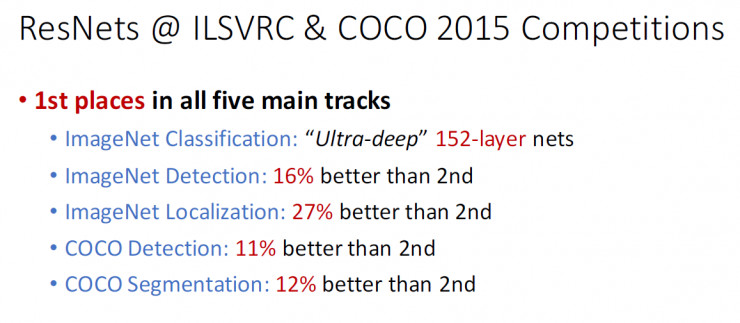 ResNets @ ILSVRC & COCO 2015 Competitions
• 1st places in all five main tracks
• ImageNet Classification: “Ultra-deep” 152-layer nets
• ImageNet Detection: 16% better than 2nd
• ImageNet Localization: 27% better than 2nd
• COCO Detection: 11% better than 2nd
• COCO Segmentation: 12% better than 2nd